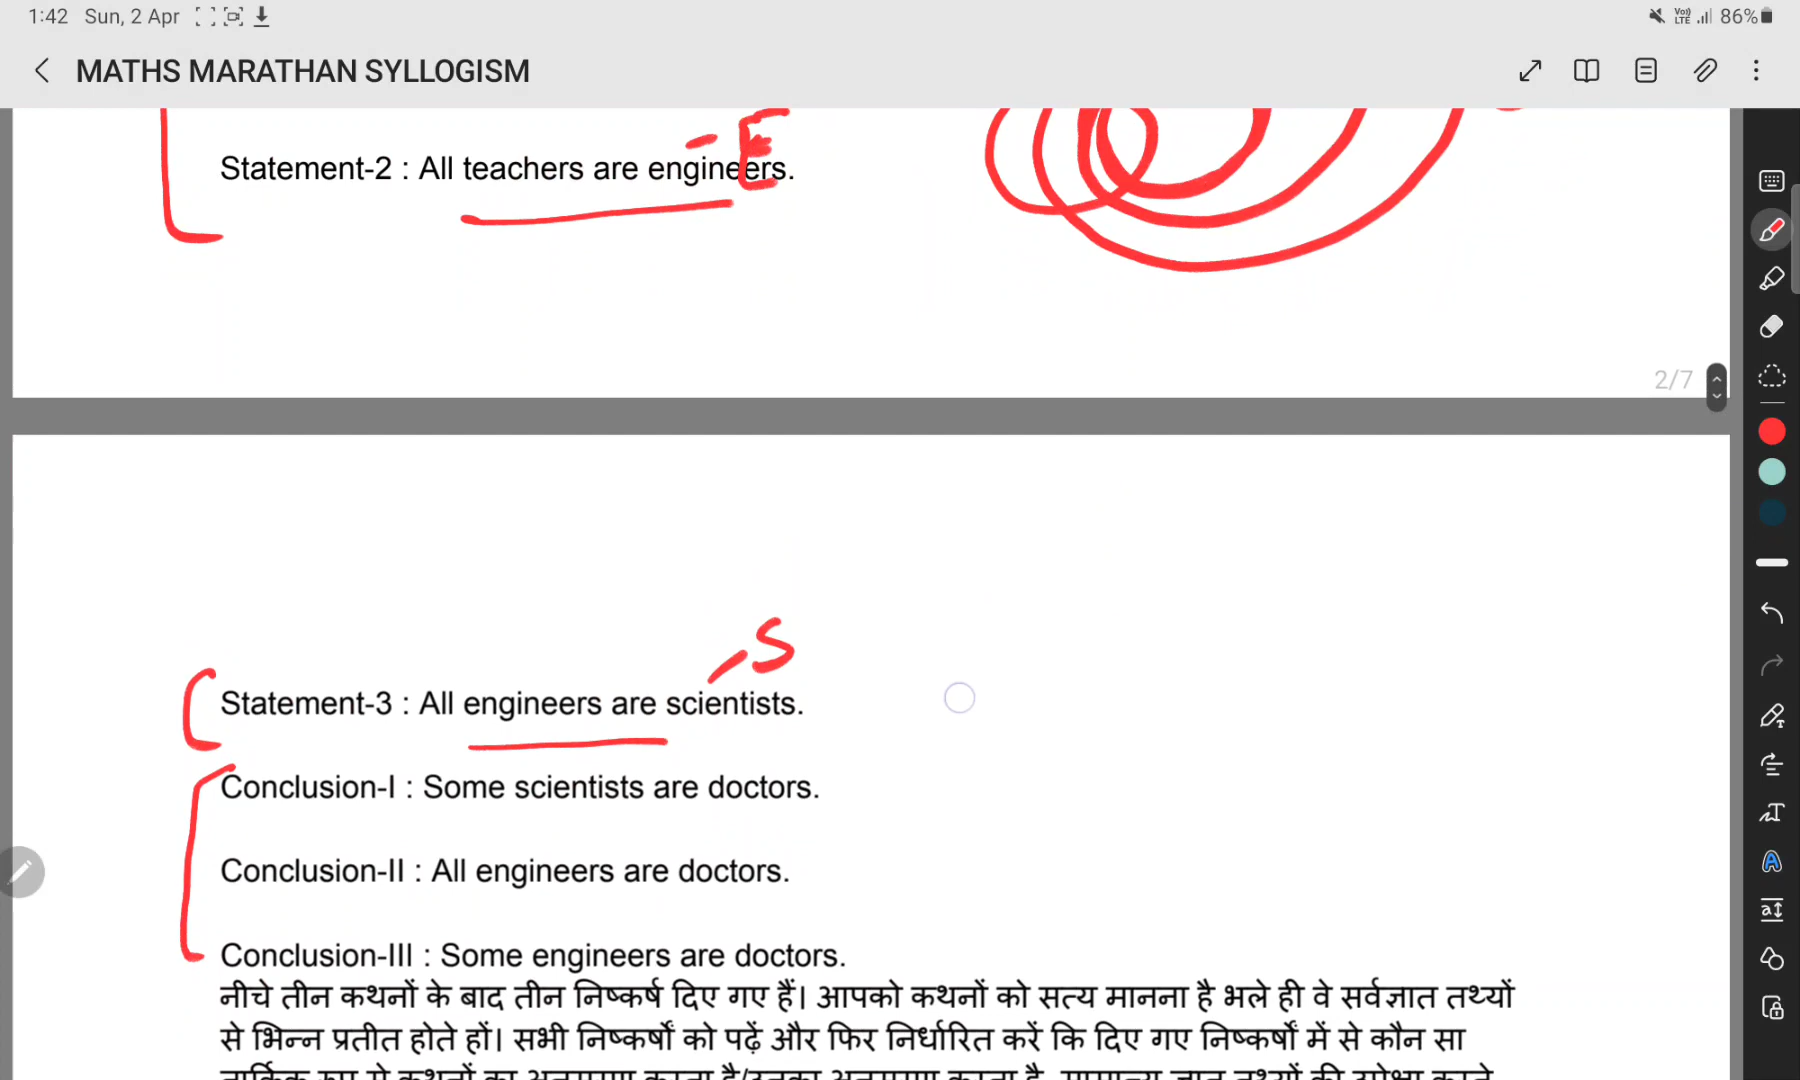 1:42 Sun, 2 Apr
Vo)) LTE 86%
MATHS MARATHAN SYLLOGISM
E
Statement-2 : All teachers are engineers.
2/7
S
Statement-3 : All engineers are scientists.
Conclusion-I : Some scientists are doctors.
Conclusion-II : All engineers are doctors.
Conclusion-III : Some engineers are doctors.
नीचे तीन कथनों के बाद तीन निष्कर्ष दिए गए हैं। आपको कथनों को सत्य मानना है भले ही वे सर्वज्ञात तथ्यों
से भिन्न प्रतीत होते हों। सभी निष्कर्षों को पढ़ें और फिर निर्धारित करें कि दिए गए निष्कर्षों में से कौन सा